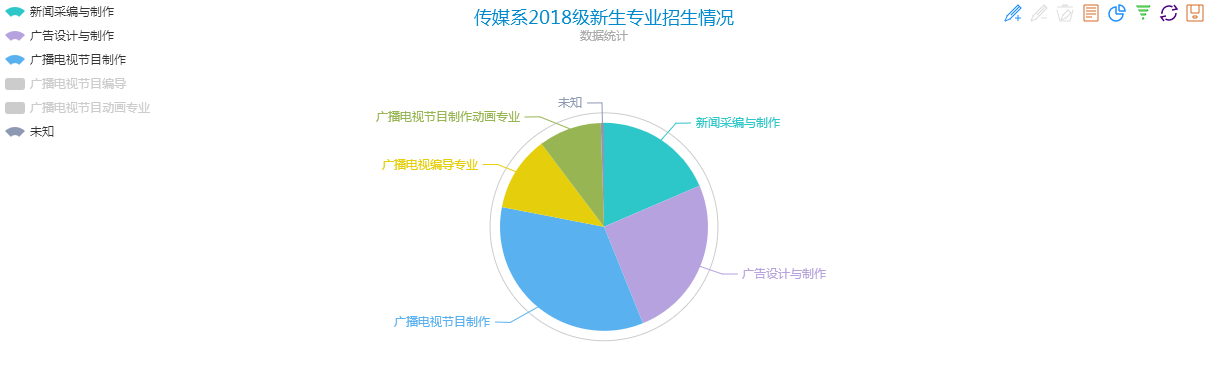 新闻采编与制作
广告设计与制作
广播电视节目制作
广播电视节目编导
广播电视节目动画专业
未知
传媒系2018级新生专业招生情况
数据统计
未知
广播电视节目制作动画专业
新闻采编与制作
广播电视编导专业
广告设计与制作
广播电视节目制作